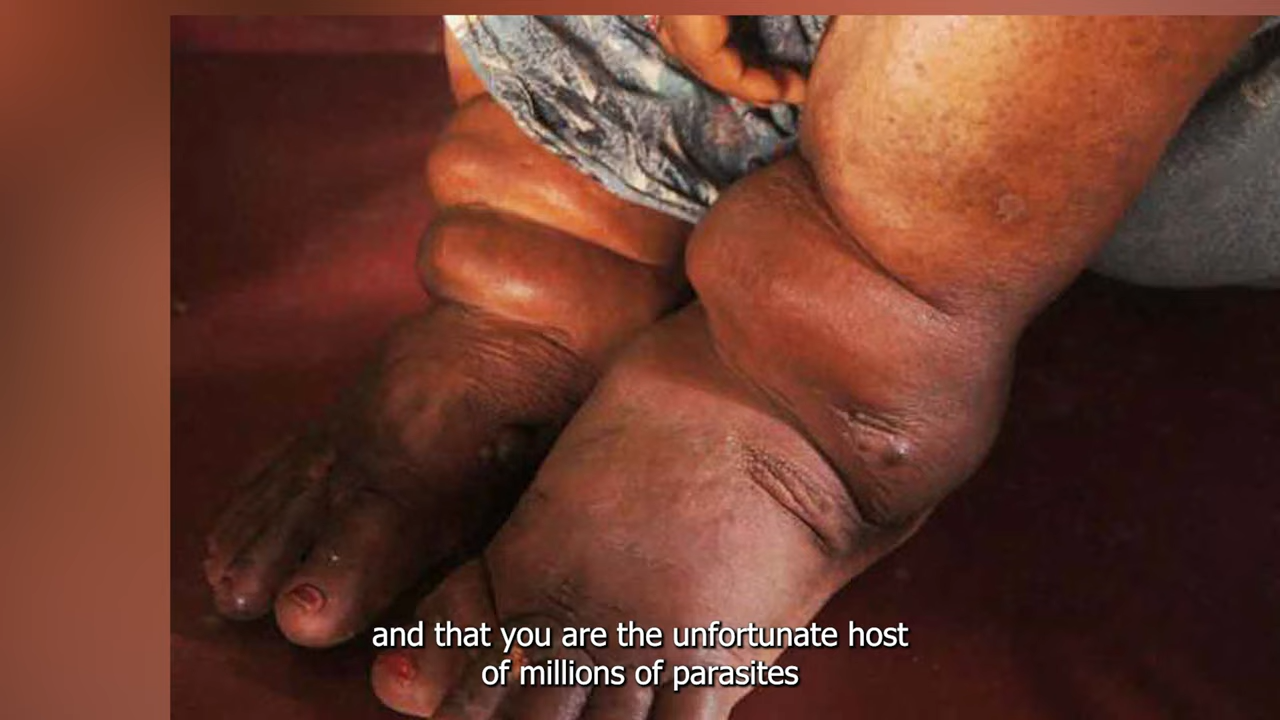 and that you are the unfortunate host
of millions of parasites